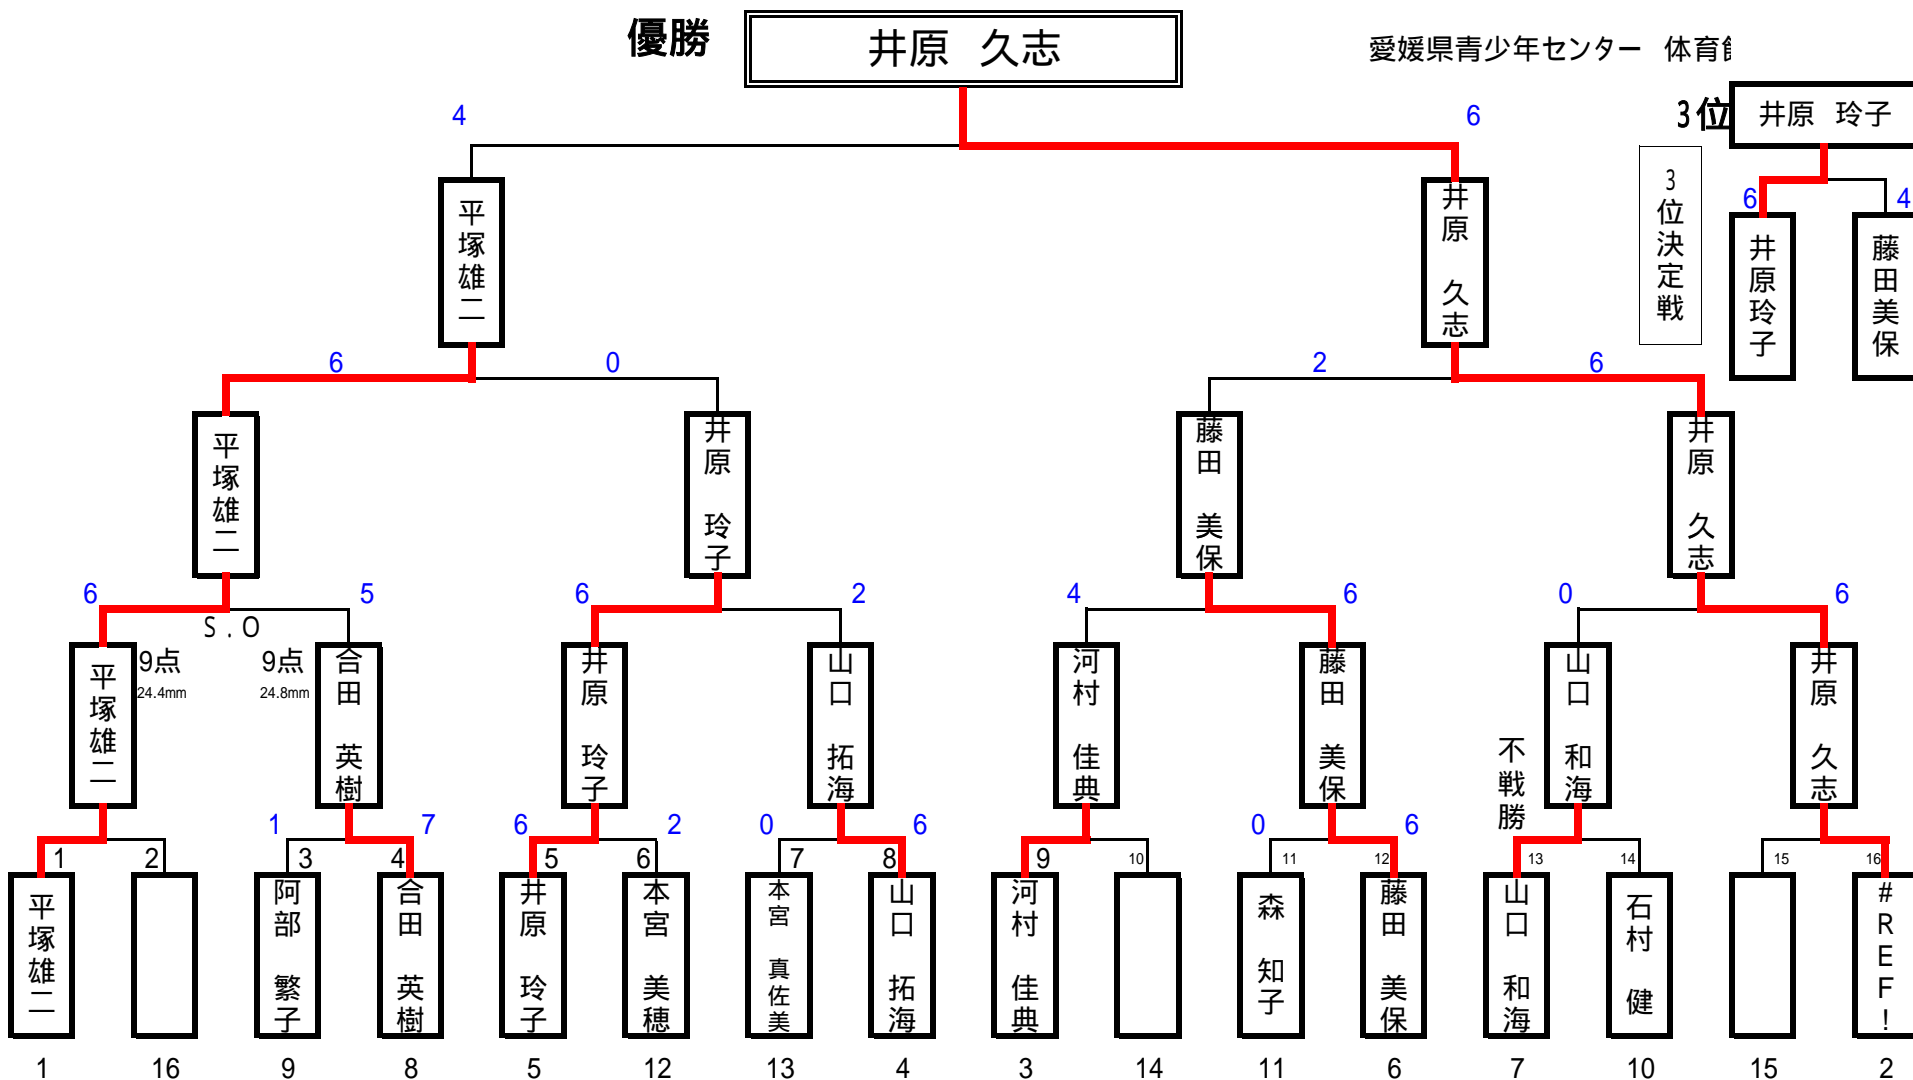 優勝
井原 久志
愛媛県青少年センター 体育
4
6
3位
井原 玲子
平塚雄二
井原 久志
3位決定戦
6
4
井原玲子
藤田美保
6
0
2
6
平塚雄二
井原 玲子
藤田 美保
井原 久志
6
5
6
2
4
6
0
6
S.O
平塚雄二
9点
24.4mm
9点
24.8mm
合田 英樹
井原 玲子
山口 拓海
河村 佳典
藤田 美保
不戦勝
山口 和海
井原 久志
1
7
6
2
0
6
0
6
1
2
3
4
5
6
7
8
9
10
11
12
13
14
15
16
平塚雄二
阿部 繁子
合田 英樹
井原 玲子
本宮 美穂
本宮 真佐美
山口 拓海
河村 佳典
森 知子
藤田 美保
山口 和海
石村 健
#REF!
1
16
9
8
5
12
13
4
3
14
11
6
7
10
15
2